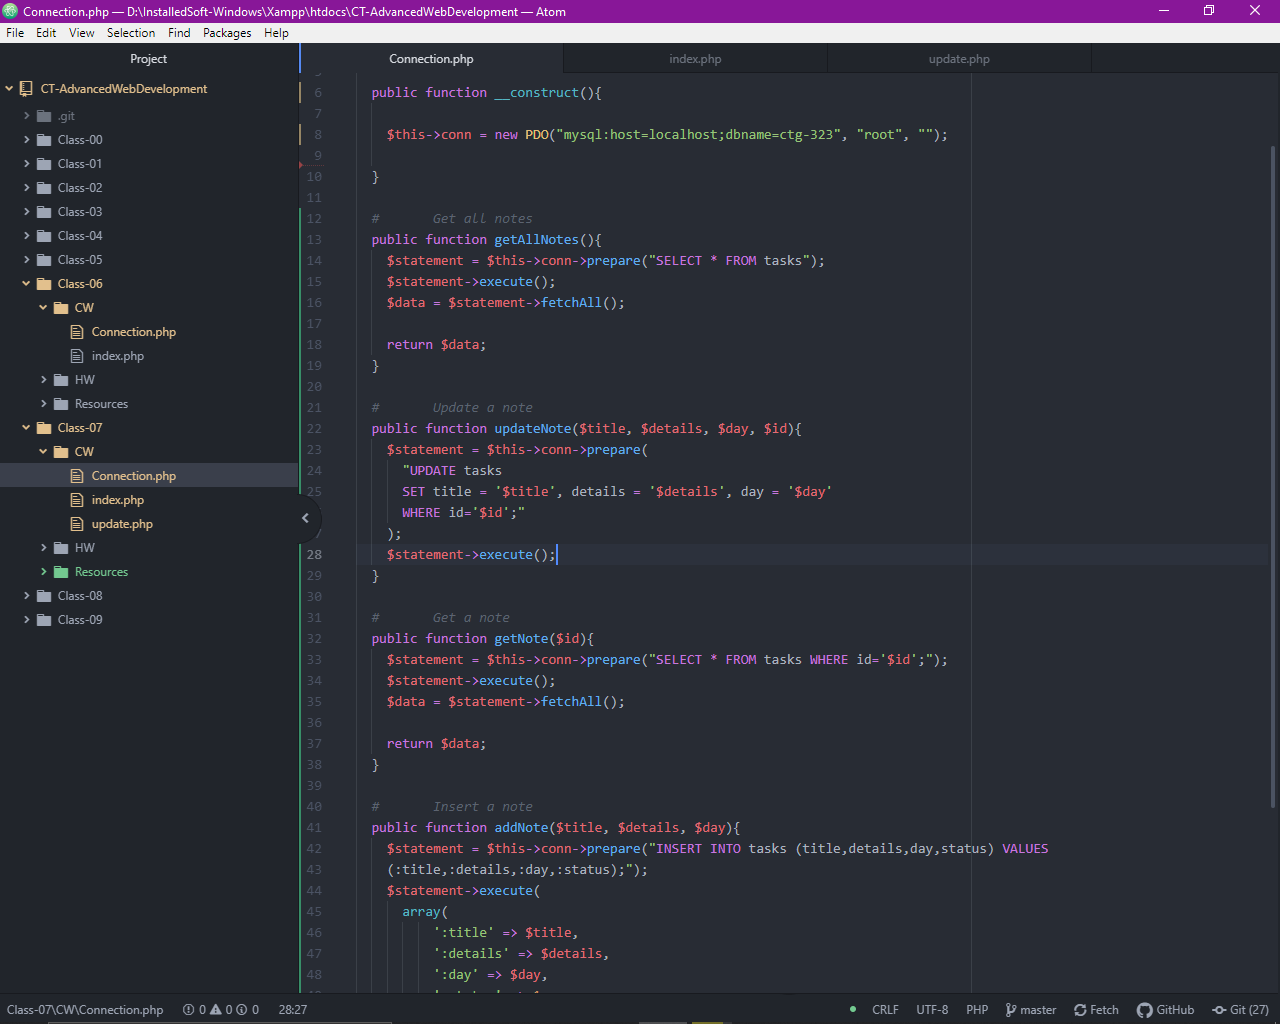 Connection.php — D:\InstalledSoft-Windows\Xampp\htdocs\CT-AdvancedWebDevelopment — Atom
File Edit View Selection Find Packages Help
Project
CT-AdvancedWebDevelopment
.git
Class-00
Class-01
Class-02
Class-03
Class-04
Class-05
Class-06
CW
Connection.php
index.php
HW
Resources
Class-07
CW
Connection.php
index.php
update.php
HW
Resources
Class-08
Class-09
Connection.php index.php update.php
6 public function __construct(){
7
8 $this->conn = new PDO("mysql:host=localhost;dbname=ctg-323", "root", "");
9
10 }
11
12 # Get all notes
13 public function getAllNotes(){
14 $statement = $this->conn->prepare("SELECT * FROM tasks");
15 $statement->execute();
16 $data = $statement->fetchAll();
17
18 return $data;
19 }
20
21 # Update a note
22 public function updateNote($title, $details, $day, $id){
23 $statement = $this->conn->prepare(
24 "UPDATE tasks
25 SET title = '$title', details = '$details', day = '$day'
WHERE id='$id';"
);
28 $statement->execute();
29 }
30
31 # Get a note
32 public function getNote($id){
33 $statement = $this->conn->prepare("SELECT * FROM tasks WHERE id='$id';");
34 $statement->execute();
35 $data = $statement->fetchAll();
36
37 return $data;
38 }
39
40 # Insert a note
41 public function addNote($title, $details, $day){
42 $statement = $this->conn->prepare("INSERT INTO tasks (title,details,day,status) VALUES
43 (:title,:details,:day,:status);");
44 $statement->execute(
45 array(
46 ':title' => $title,
47 ':details' => $details,
48 ':day' => $day,
Class-07\CW\Connection.php 0 0 0 28:27 CRLF UTF-8 PHP master Fetch GitHub Git (27)